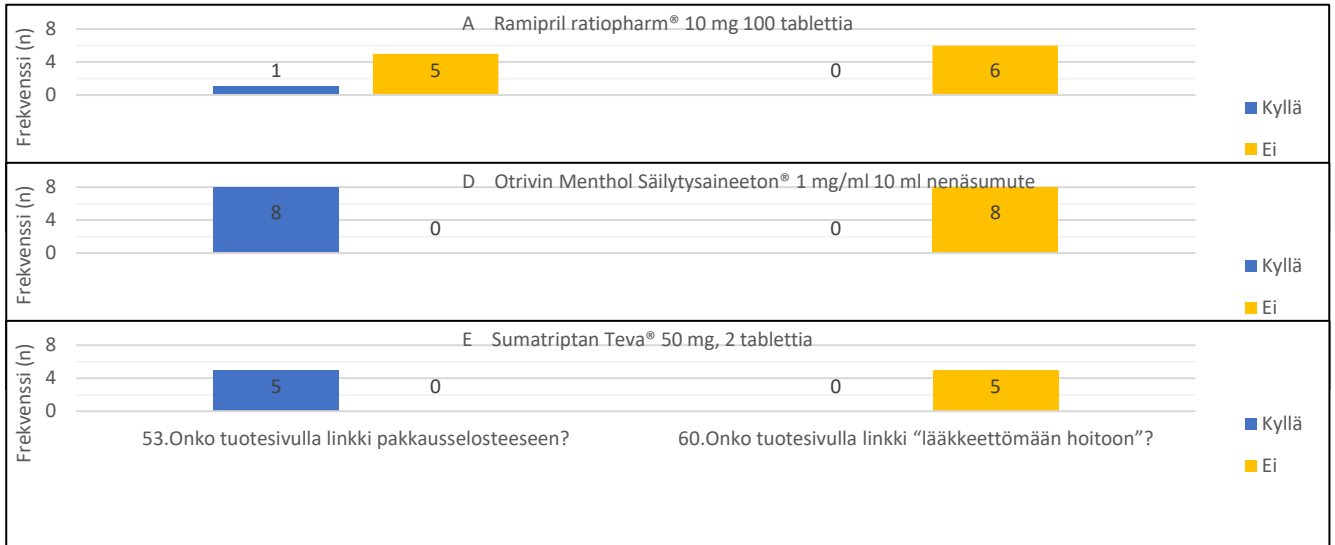 A Ramipril ratiopharm® 10 mg 100 tablettia
Frekvenssi (n)
8
4
0
1
5
0
6
Kyllä
Ei
D Otrivin Menthol Säilytysaineeton® 1 mg/ml 10 ml nenäsumute
Frekvenssi (n)
8
4
0
8
0
0
8
Kyllä
Ei
E Sumatriptan Teva® 50 mg, 2 tablettia
Frekvenssi (n)
8
4
0
5
0
0
5
53.Onko tuotesivulla linkki pakkausselosteeseen?
60.Onko tuotesivulla linkki “lääkkeettömään hoitoon”?
Kyllä
Ei